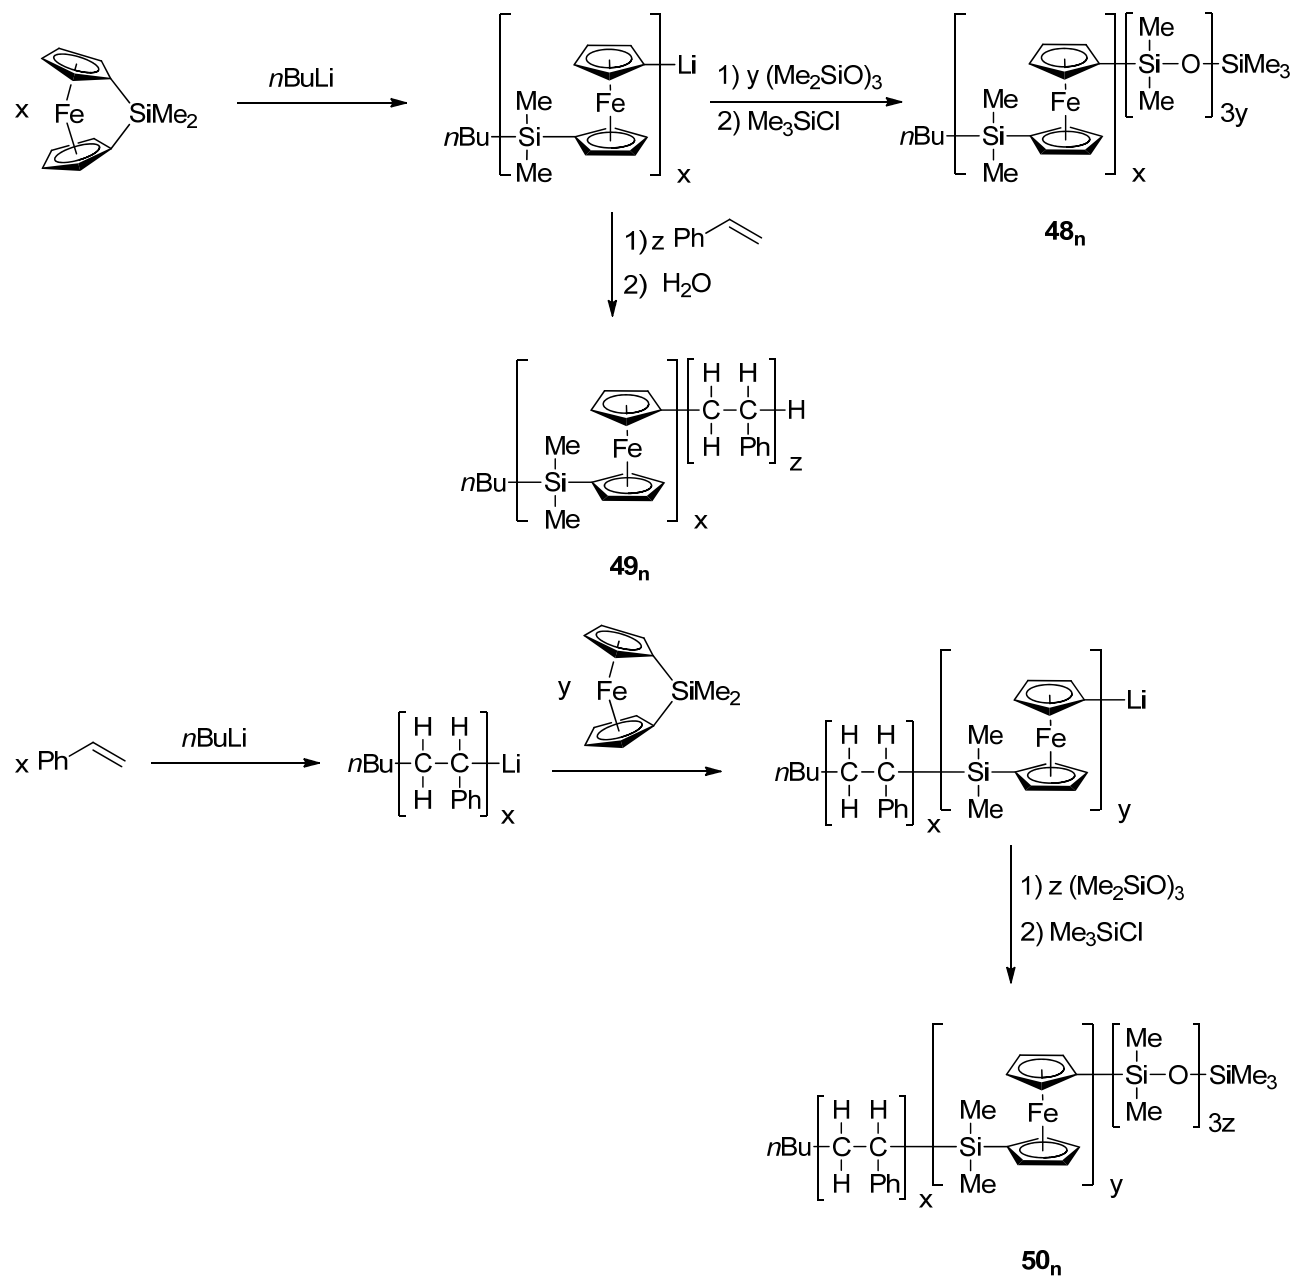 x Fe SiMe2
nBuLi
nBu Me Si Me Fe Li x
1) y (Me2SiO)3
2) Me3SiCl
nBu Me Si Me Fe x Me Si Me O 3y SiMe3
48n
1) z Ph
2) H2O
nBu Me Si Me Fe x H C H H C Ph z H
49n
x Ph
nBuLi
nBu H C H H C Ph x Li
y Fe SiMe2
nBu H C H H C Ph x Me Si Me Fe y Li
1) z (Me2SiO)3
2) Me3SiCl
nBu H C H H C Ph x Me Si Me Fe y Me Si Me O 3z SiMe3
50n